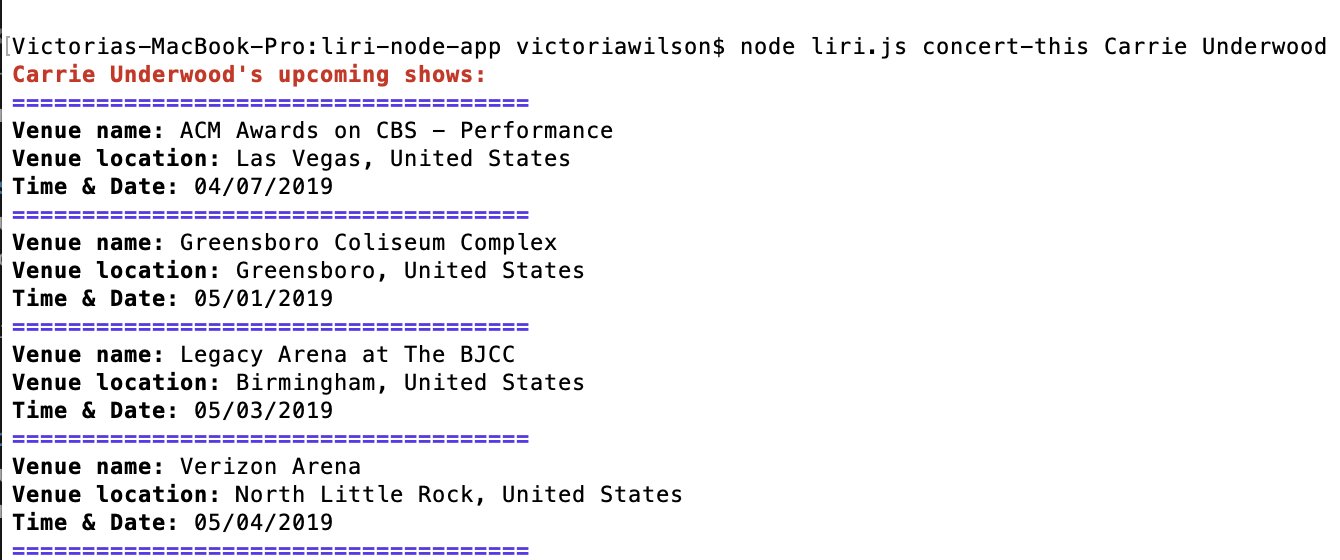 [Victorias-MacBook-Pro:liri-node-app victoriawilson$ node liri.js concert-this Carrie Underwood
Carrie Underwood's upcoming shows:
=====================================
Venue name: ACM Awards on CBS - Performance
Venue location: Las Vegas, United States
Time & Date: 04/07/2019
=====================================
Venue name: Greensboro Coliseum Complex
Venue location: Greensboro, United States
Time & Date: 05/01/2019
=====================================
Venue name: Legacy Arena at The BJCC
Venue location: Birmingham, United States
Time & Date: 05/03/2019
=====================================
Venue name: Verizon Arena
Venue location: North Little Rock, United States
Time & Date: 05/04/2019
=====================================